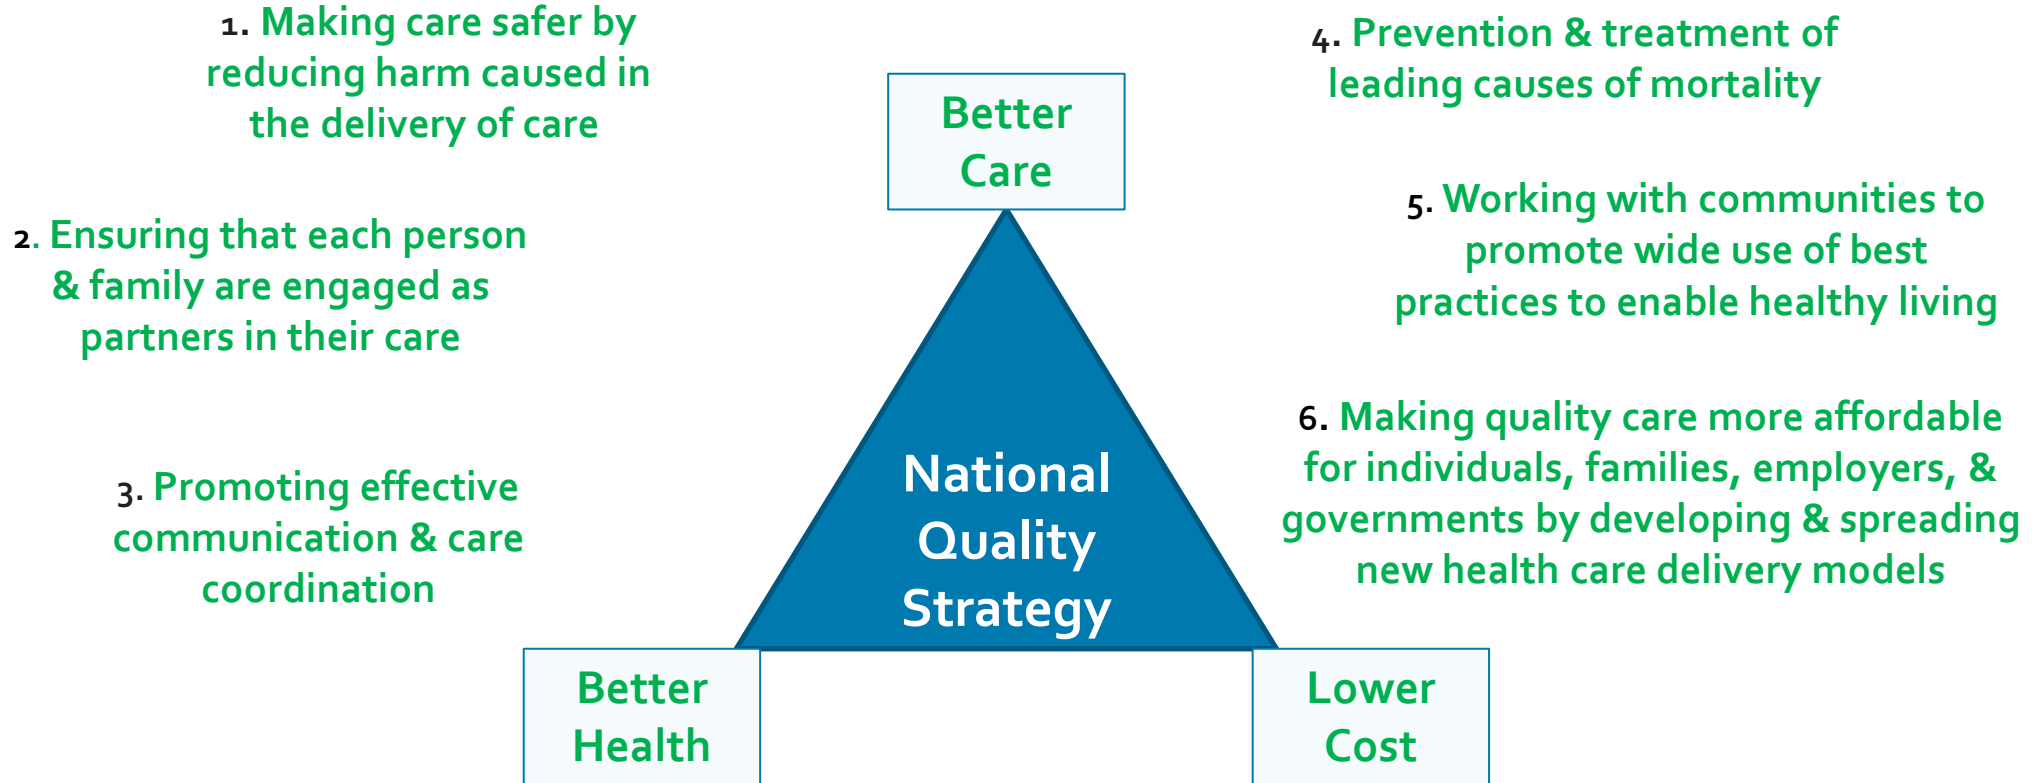 1. Making care safer by
reducing harm caused in
the delivery of care
2. Ensuring that each person
& family are engaged as
partners in their care
3. Promoting effective
communication & care
coordination
Better
Care
National
Quality
Strategy
Better
Health
Lower
Cost
4. Prevention & treatment of
leading causes of mortality
5. Working with communities to
promote wide use of best
practices to enable healthy living
6. Making quality care more affordable
for individuals, families, employers, &
governments by developing & spreading
new health care delivery models